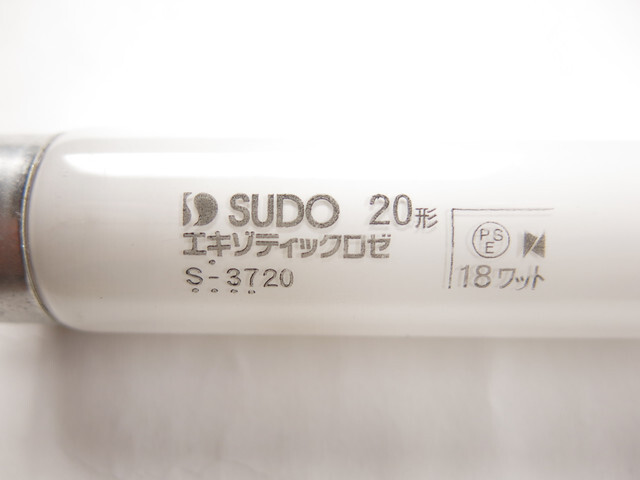 SUDO 20形
エキゾティックロゼ
S-3720
PSE
18ワット